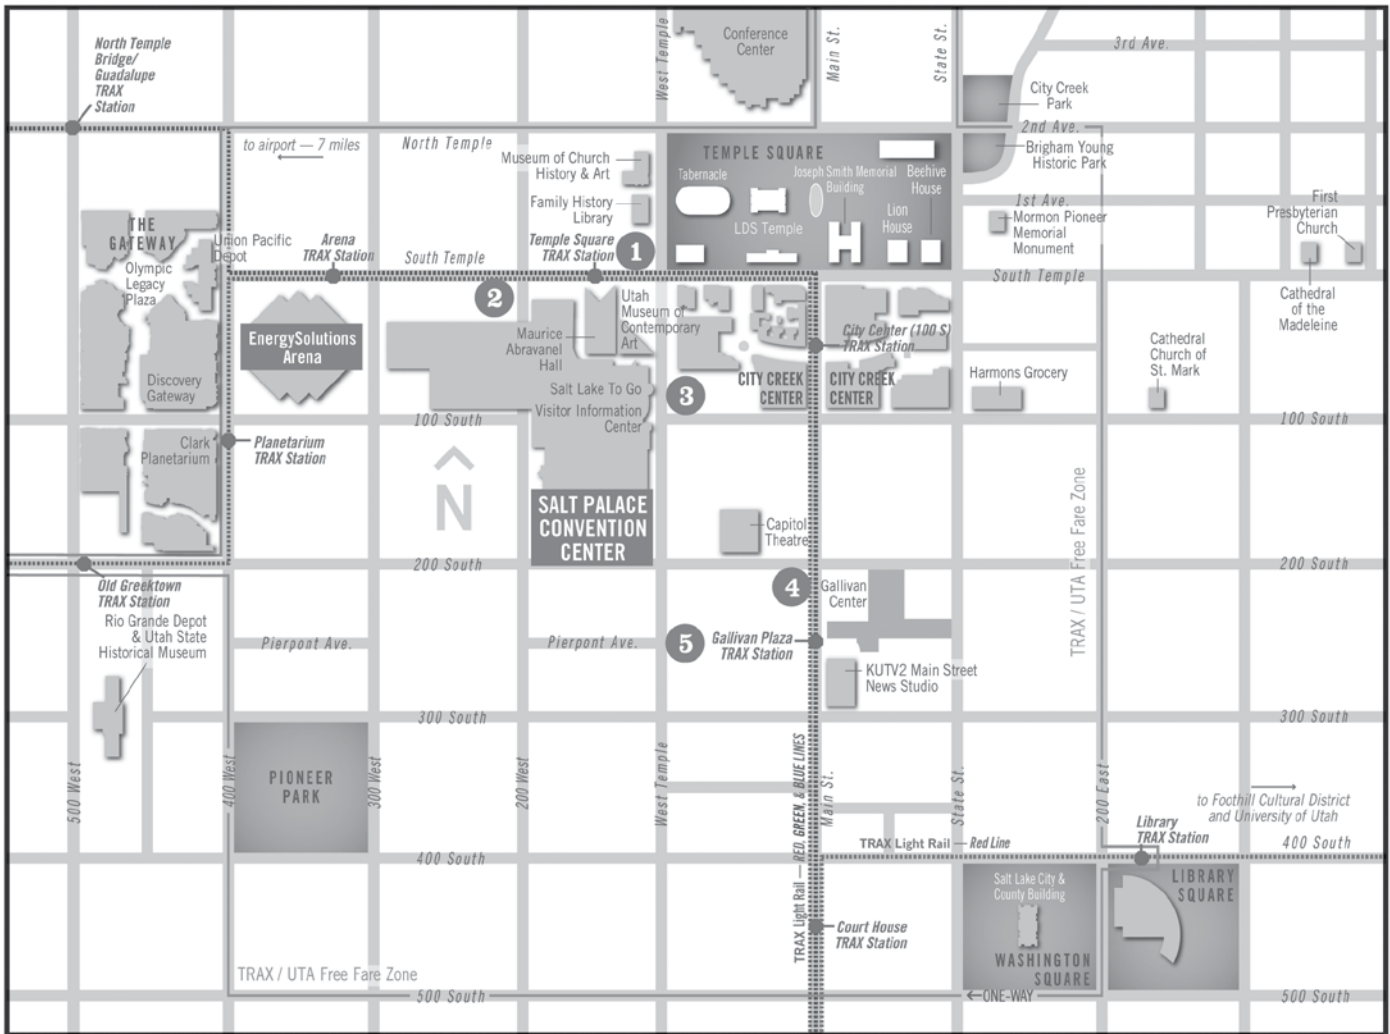 North Temple
Bridge/
Guadalupe
TRAX
Station
West Temple
Conference
Center
Main St.
State St.
3rd Ave.
City Creek
Park
2nd Ave.
Brigham Young
Historic Park
to airport — 7 miles
North Temple
Museum of Church
History & Art
Family History
Library
TEMPLE SQUARE
Tabernacle
Joseph Smith Memorial
Building
Beehive
House
LDS Temple
Lion
House
1st Ave.
Mormon Pioneer
Memorial
Monument
First
Presbyterian
Church
THE
GATEWAY
Union Pacific
Depot
Olympic
Legacy
Plaza
Arena
TRAX Station
South Temple
Temple Square
TRAX Station
1
South Temple
Cathedral
of the
Madeleine
2
EnergySolutions
Arena
Maurice
Abravanel
Hall
Utah
Museum of
Contemporary
Art
City Center (100 S)
TRAX Station
Cathedral
Church of
St. Mark
Discovery
Gateway
Salt Lake To Go
Visitor Information
Center
3
CITY CREEK
CENTER
CITY CREEK
CENTER
Harmons Grocery
100 South
100 South
Clark
Planetarium
Planetarium
TRAX Station
N
SALT PALACE
CONVENTION
CENTER
Capitol
Theatre
TRAX / UTA Free Fare Zone
200 South
200 South
Old Greektown
TRAX Station
4
Gallivan
Center
Rio Grande Depot
& Utah State
Historical Museum
Pierpont Ave.
Pierpont Ave.
5
Gallivan Plaza
TRAX Station
KUTV2 Main Street
News Studio
300 South
300 South
500 West
400 West
PIONEER
PARK
300 West
200 West
West Temple
TRAX Light Rail — RED, GREEN, & BLUE LINES
Main St.
State St.
200 East
to Foothill Cultural District
and University of Utah
Library
TRAX Station
400 South
TRAX Light Rail — Red Line
400 South
Salt Lake City &
County Building
LIBRARY
SQUARE
Court House
TRAX Station
WASHINGTON
SQUARE
TRAX / UTA Free Fare Zone
500 South
ONE-WAY
500 South